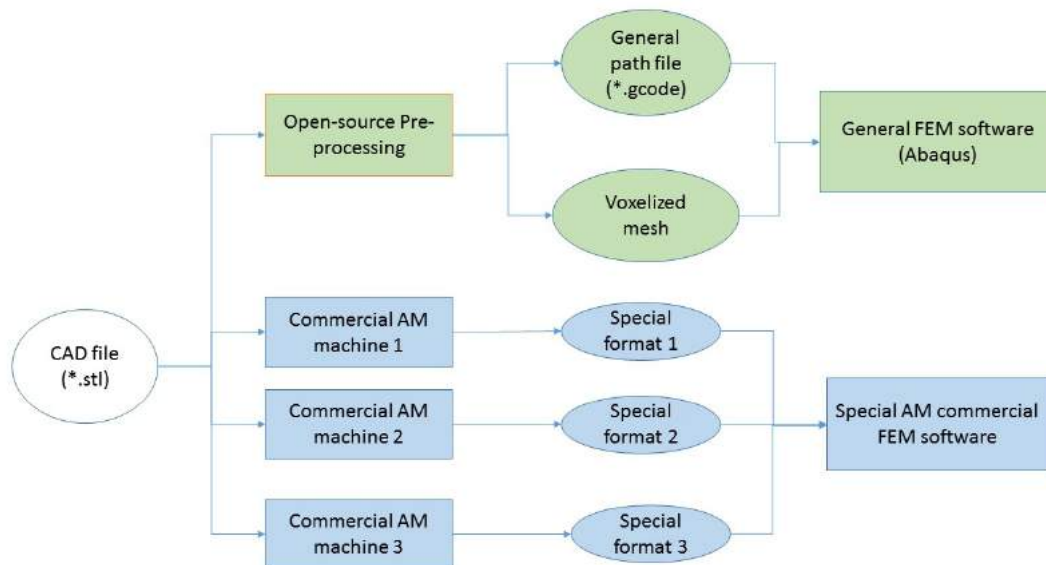 General
path file
(*.gcode)
Open-source Pre-
processing
General FEM software
(Abaqus)
Voxelized
mesh
CAD file
(*.stl)
Commercial AM
machine 1
Special
format 1
Commercial AM
machine 2
Special
format 2
Special AM commercial
FEM software
Commercial AM
machine 3
Special
format 3